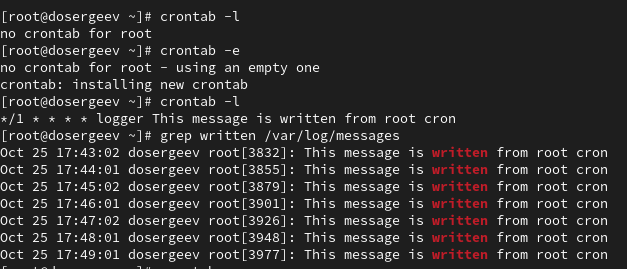 [root@dosergeev ~]# crontab -l
no crontab for root
[root@dosergeev ~]# crontab -e
no crontab for root - using an empty one
crontab: installing new crontab
[root@dosergeev ~]# crontab -l
*/1 * * * * logger This message is written from root cron
[root@dosergeev ~]# grep written /var/log/messages
Oct 25 17:43:02 dosergeev root[3832]: This message is written from root cron
Oct 25 17:44:01 dosergeev root[3855]: This message is written from root cron
Oct 25 17:45:02 dosergeev root[3879]: This message is written from root cron
Oct 25 17:46:01 dosergeev root[3901]: This message is written from root cron
Oct 25 17:47:02 dosergeev root[3926]: This message is written from root cron
Oct 25 17:48:01 dosergeev root[3948]: This message is written from root cron
Oct 25 17:49:01 dosergeev root[3977]: This message is written from root cron